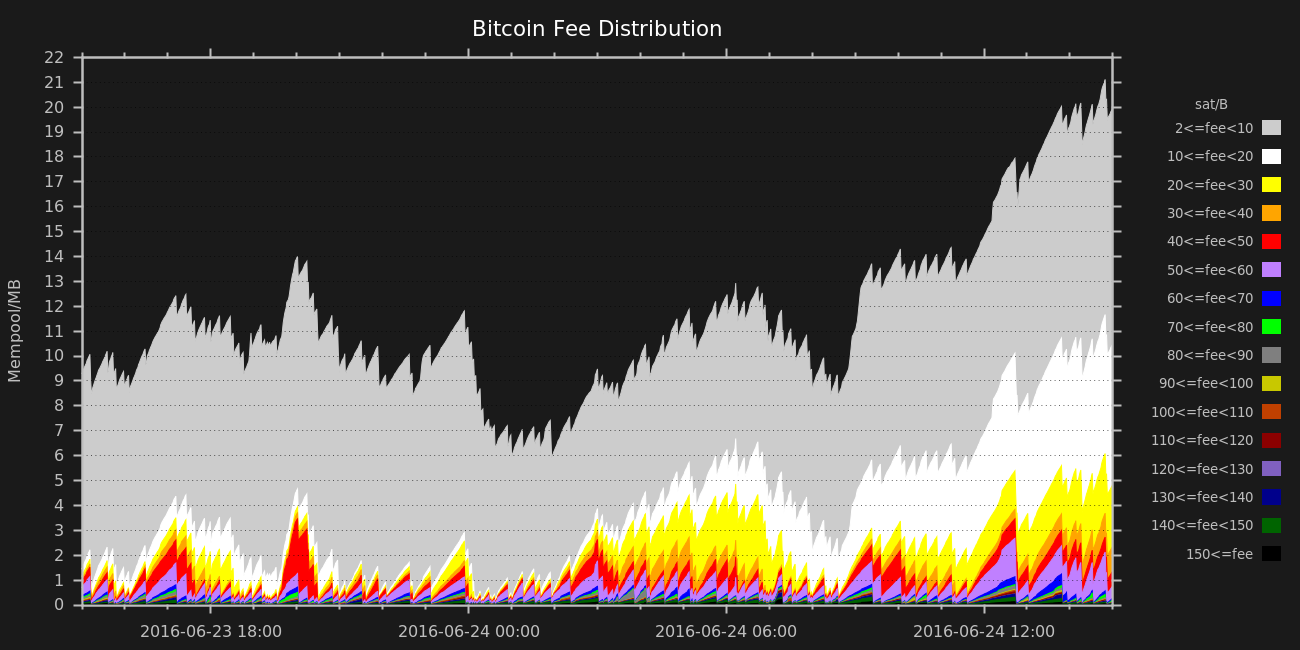 Bitcoin Fee Distribution
Mempool/MB
22
21
20
19
18
17
16
15
14
13
12
11
10
9
8
7
6
5
4
3
2
1
0
2016-06-23 18:00
2016-06-24 00:00
2016-06-24 06:00
2016-06-24 12:00
sat/B
2<=fee<10
10<=fee<20
20<=fee<30
30<=fee<40
40<=fee<50
50<=fee<60
60<=fee<70
70<=fee<80
80<=fee<90
90<=fee<100
100<=fee<110
110<=fee<120
120<=fee<130
130<=fee<140
140<=fee<150
150<=fee